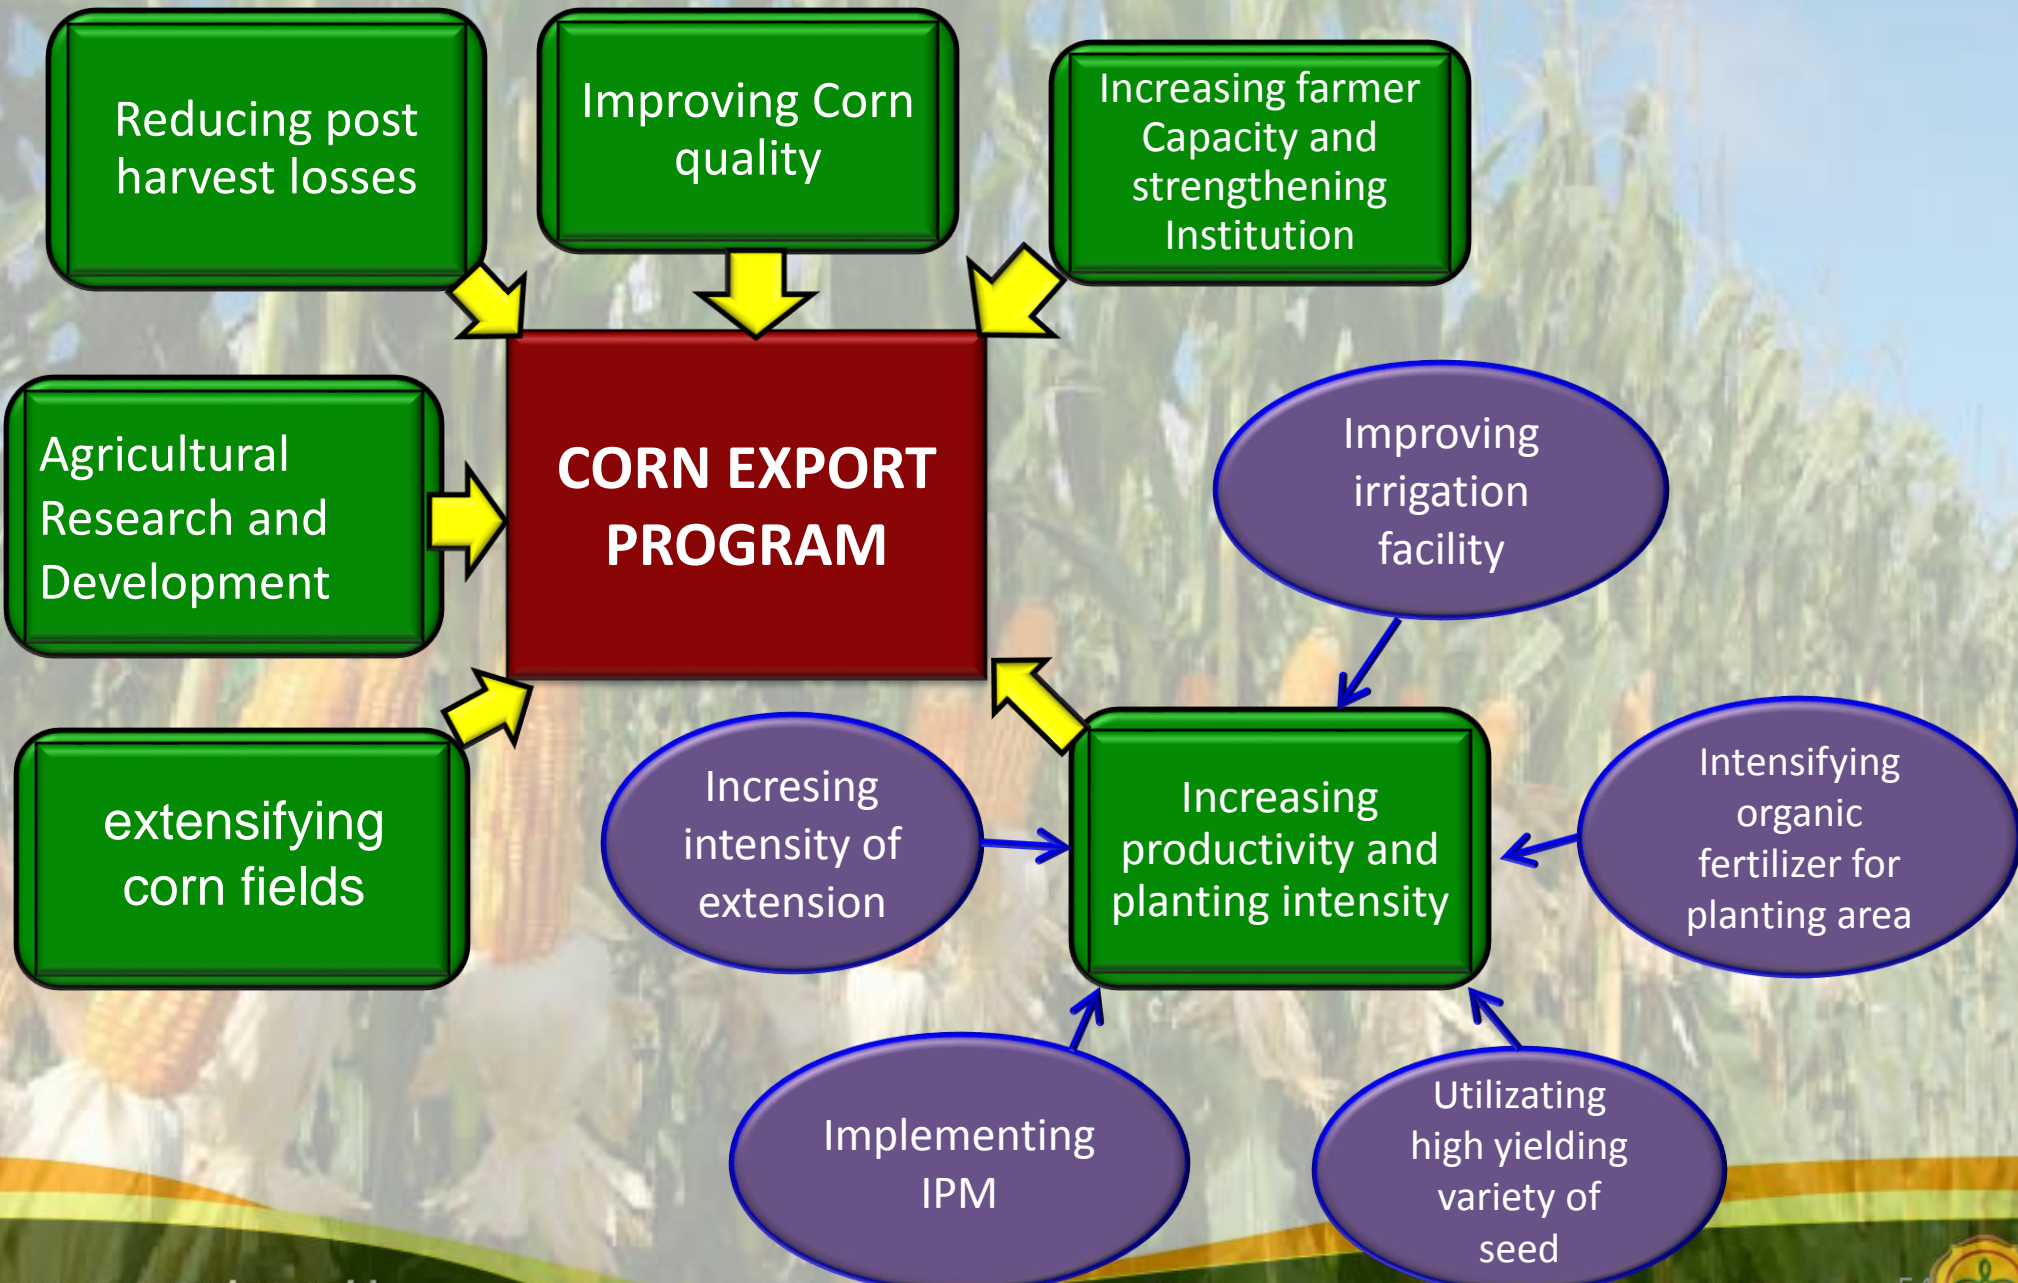 Reducing post
harvest losses
Improving Corn
quality
Increasing farmer
Capacity and
strengthening
Institution
Agricultural
Research and
Development
CORN EXPORT
PROGRAM
Improving
irrigation
facility
extensifying
corn fields
Incresing
intensity of
extension
Increasing
productivity and
planting intensity
Intensifying
organic
fertilizer for
planting area
Implementing
IPM
Utilizating
high yielding
variety of
seed